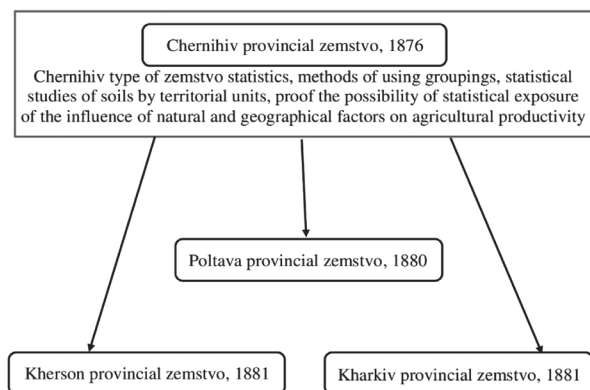 Chernihiv provincial zemstvo, 1876
Chernihiv type of zemstvo statistics, methods of using groupings, statistical
studies of soils by territorial units, proof the possibility of statistical exposure
of the influence of natural and geographical factors on agricultural productivity
Poltava provincial zemstvo, 1880
Kherson provincial zemstvo, 1881
Kharkiv provincial zemstvo, 1881